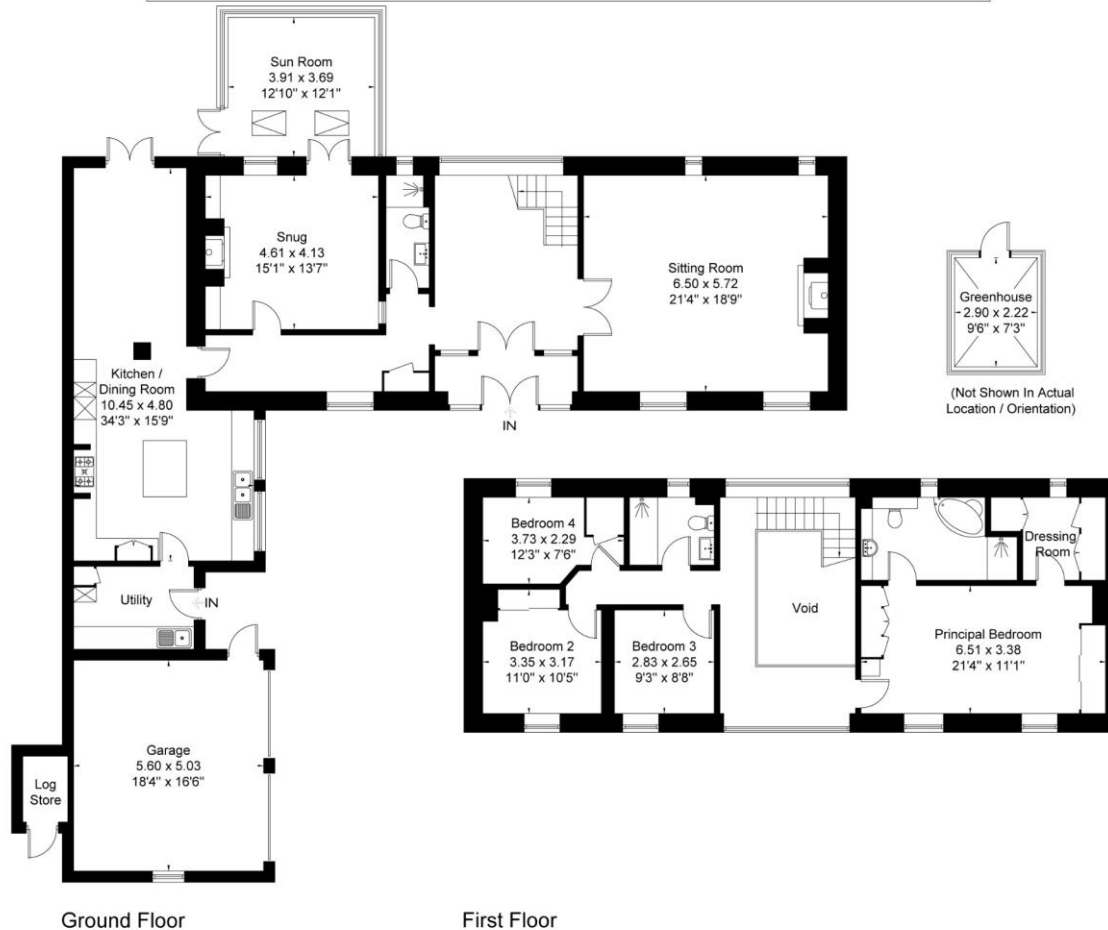 Sun Room
3.91 x 3.69
12'10" x 12'1"
Snug
4.61 x 4.13
15'1" x 13'7"
Sitting Room
6.50 x 5.72
21'4" x 18'9"
Greenhouse
2.90 x 2.22
9'6" x 7'3"
(Not Shown In Actual
Location / Orientation)
Kitchen /
Dining Room
10.45 x 4.80
34'3" x 15'9"
IN
Utility
IN
Garage
5.60 x 5.03
18'4" x 16'6"
Log
Store
Bedroom 4
3.73 x 2.29
12'3" x 7'6"
Dressing
Room
Void
Bedroom 2
3.35 x 3.17
11'0" x 10'5"
Bedroom 3
2.83 x 2.65
9'3" x 8'8"
Principal Bedroom
6.51 x 3.38
21'4" x 11'1"
Ground Floor
First Floor